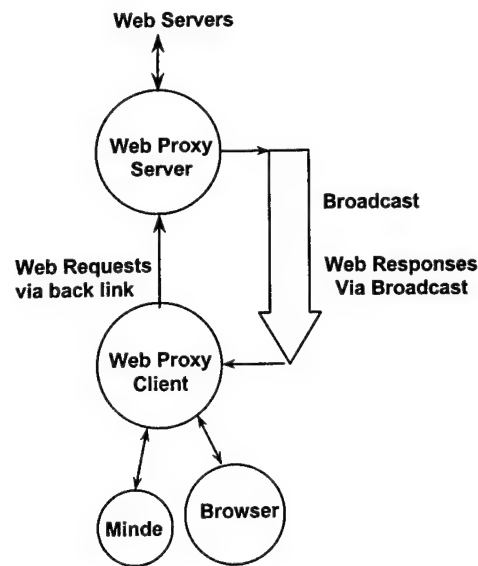 Web Servers
Web Proxy
Server
Broadcast
Web Requests
via back link
Web Responses
Via Broadcast
Web Proxy
Client
Minde
Browser